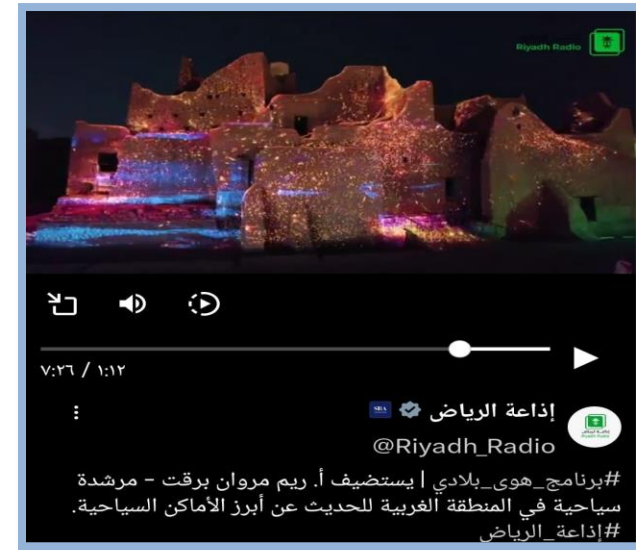 Riyadh Radio
٧:٢٦ / ١:١٢
إذاعة الرياض
SBA
@Riyadh_Radio
#برنامج_هوى_بلادي | يستضيف أ. ريم مروان برقت – مرشدة
سياحية في المنطقة الغربية للحديث عن أبرز الأماكن السياحية.
#إذاعة_الرياض